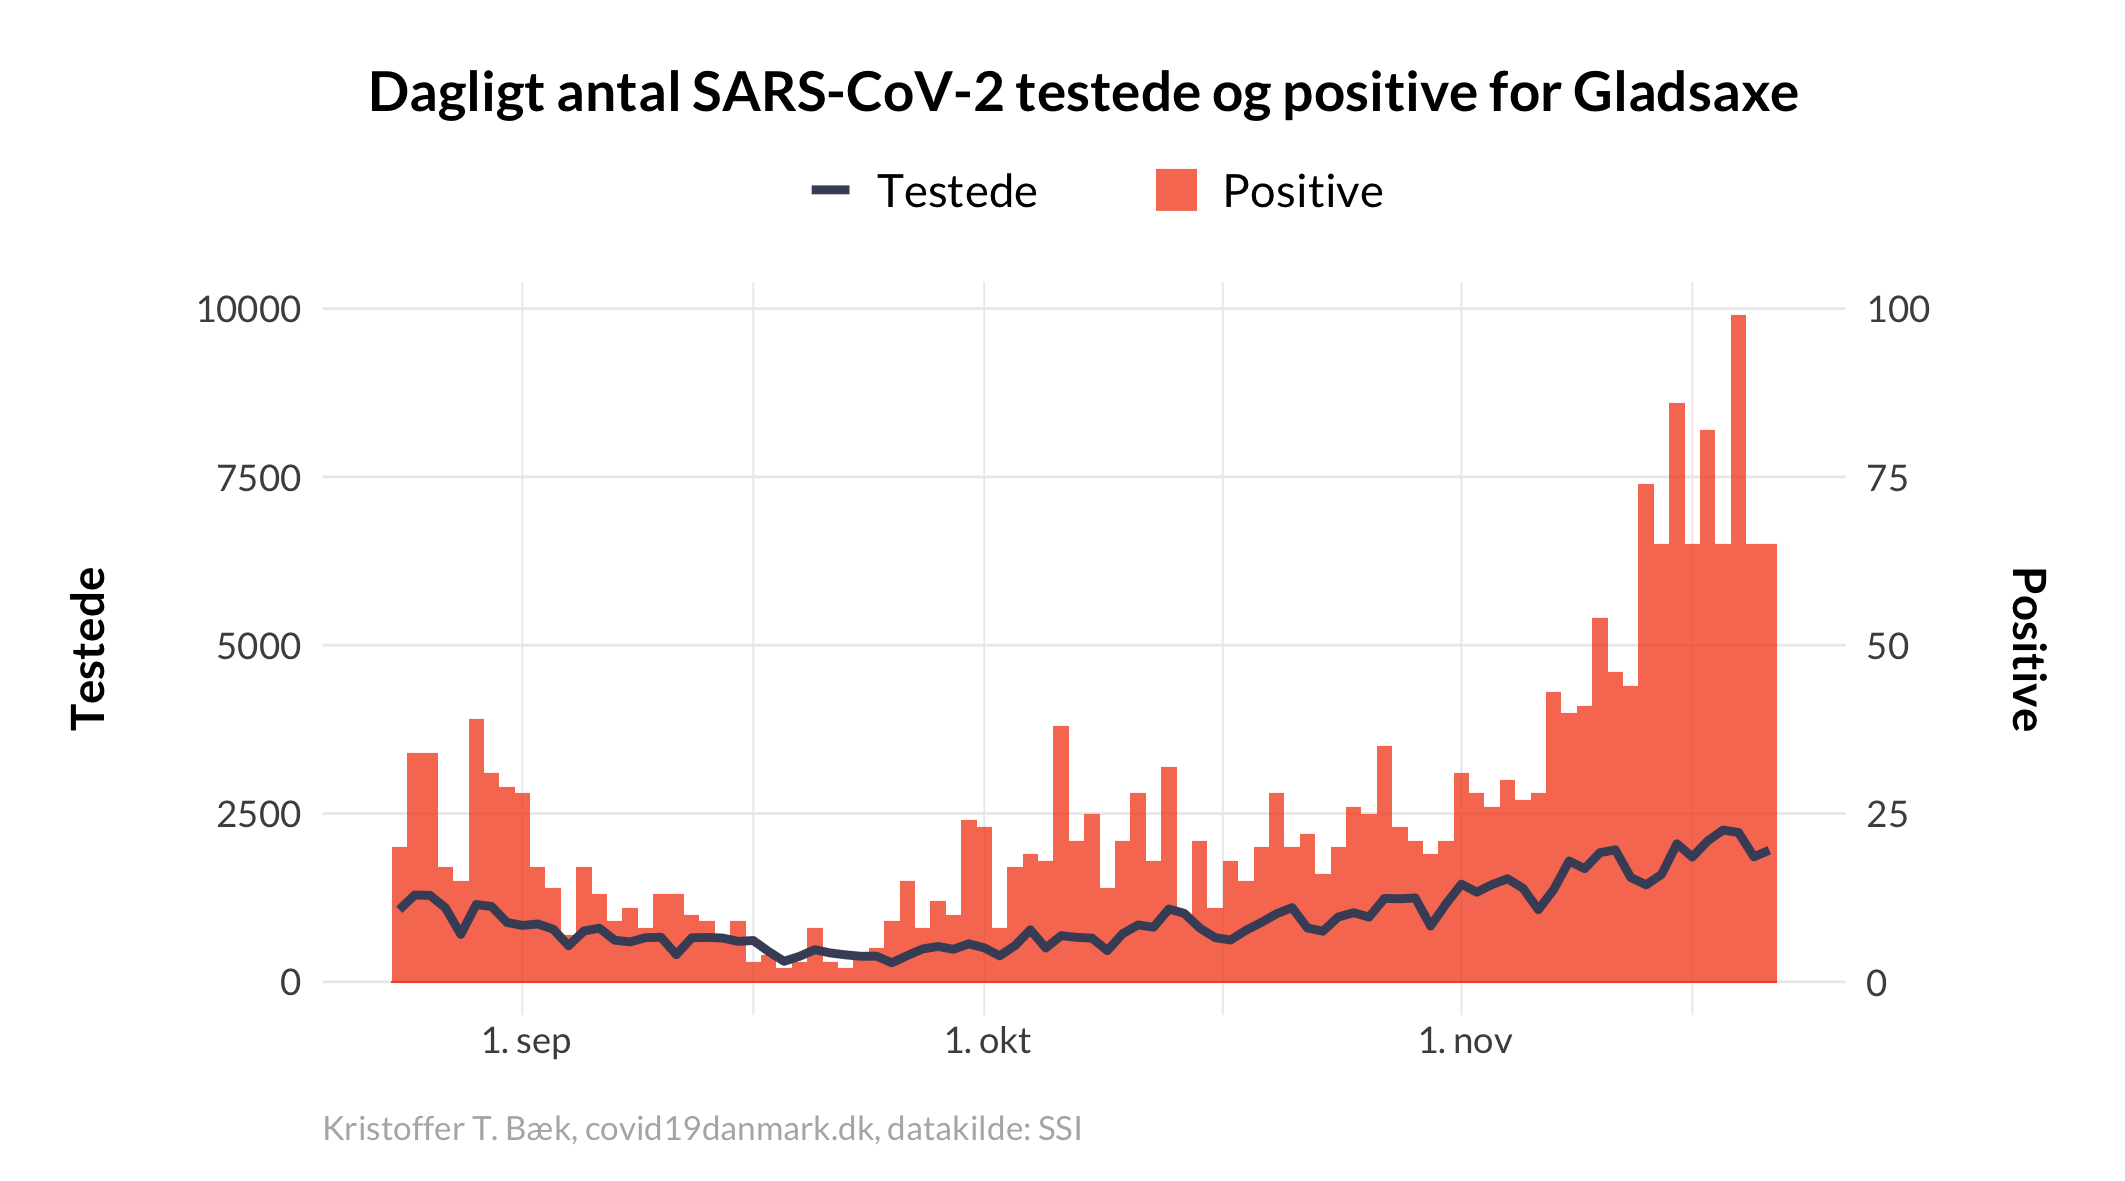 Dagligt antal SARS-CoV-2 testede og positive for Gladsaxe
Testede Positive
10000 100
7500 75
5000 50
2500 25
0 0
Testede
Positive
1. sep 1. okt 1. nov
Kristoffer T. Bæk, covid19danmark.dk, datakilde: SSI